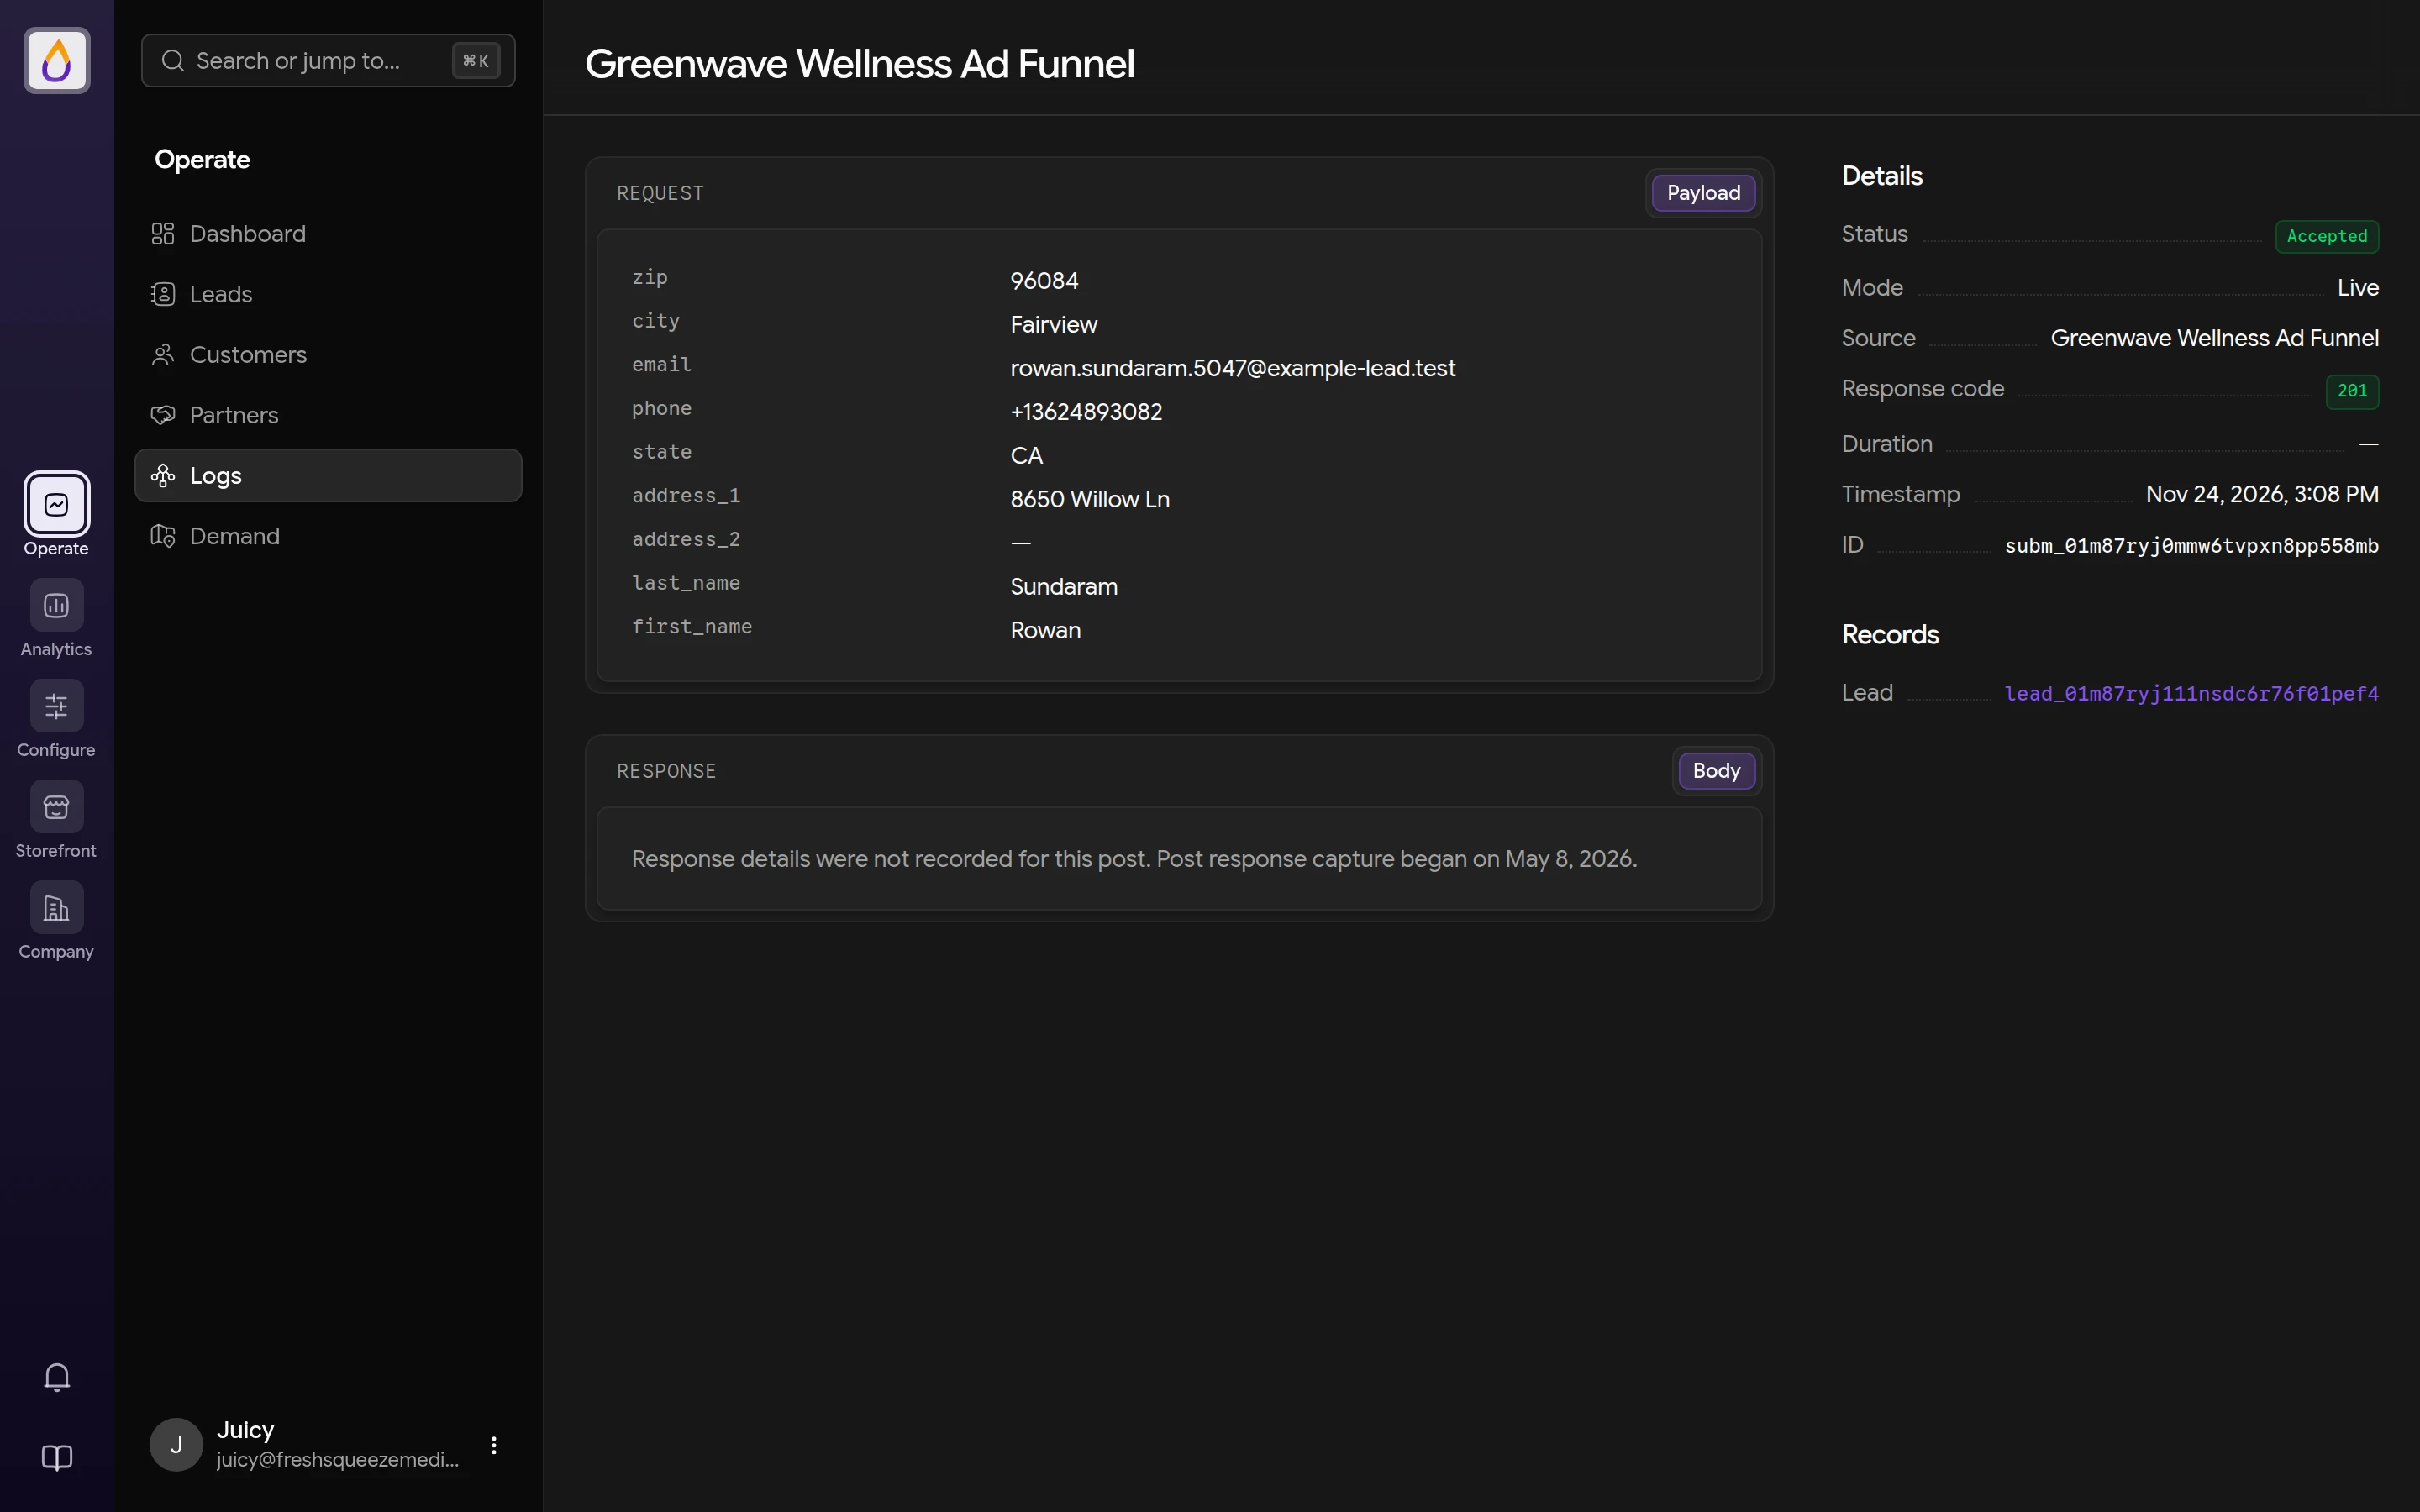 Search or jump to...
⌘K
Operate
Dashboard
Leads
Customers
Partners
Logs
Demand
Operate
Analytics
Configure
Storefront
Company
J
Juicy
juicy@freshsqueezemedi...
Greenwave Wellness Ad Funnel
REQUEST
Payload
zip 96084
city Fairview
email rowan.sundaram.5047@example-lead.test
phone +13624893082
state CA
address_1 8650 Willow Ln
address_2 —
last_name Sundaram
first_name Rowan
RESPONSE
Body
Response details were not recorded for this post. Post response capture began on May 8, 2026.
Details
Status Accepted
Mode Live
Source Greenwave Wellness Ad Funnel
Response code 201
Duration —
Timestamp Nov 24, 2026, 3:08 PM
ID subm_01m87ryj0mmw6tvpxn8pp558mb
Records
Lead lead_01m87ryj111nsdc6r76f01pef4